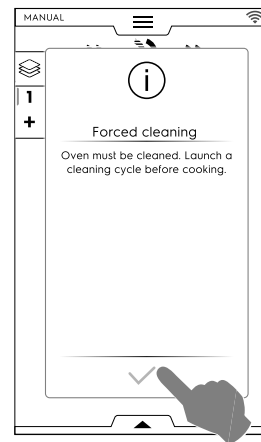 MANUAL
1
+
i
Forced cleaning
Oven must be cleaned. Launch a
cleaning cycle before cooking.